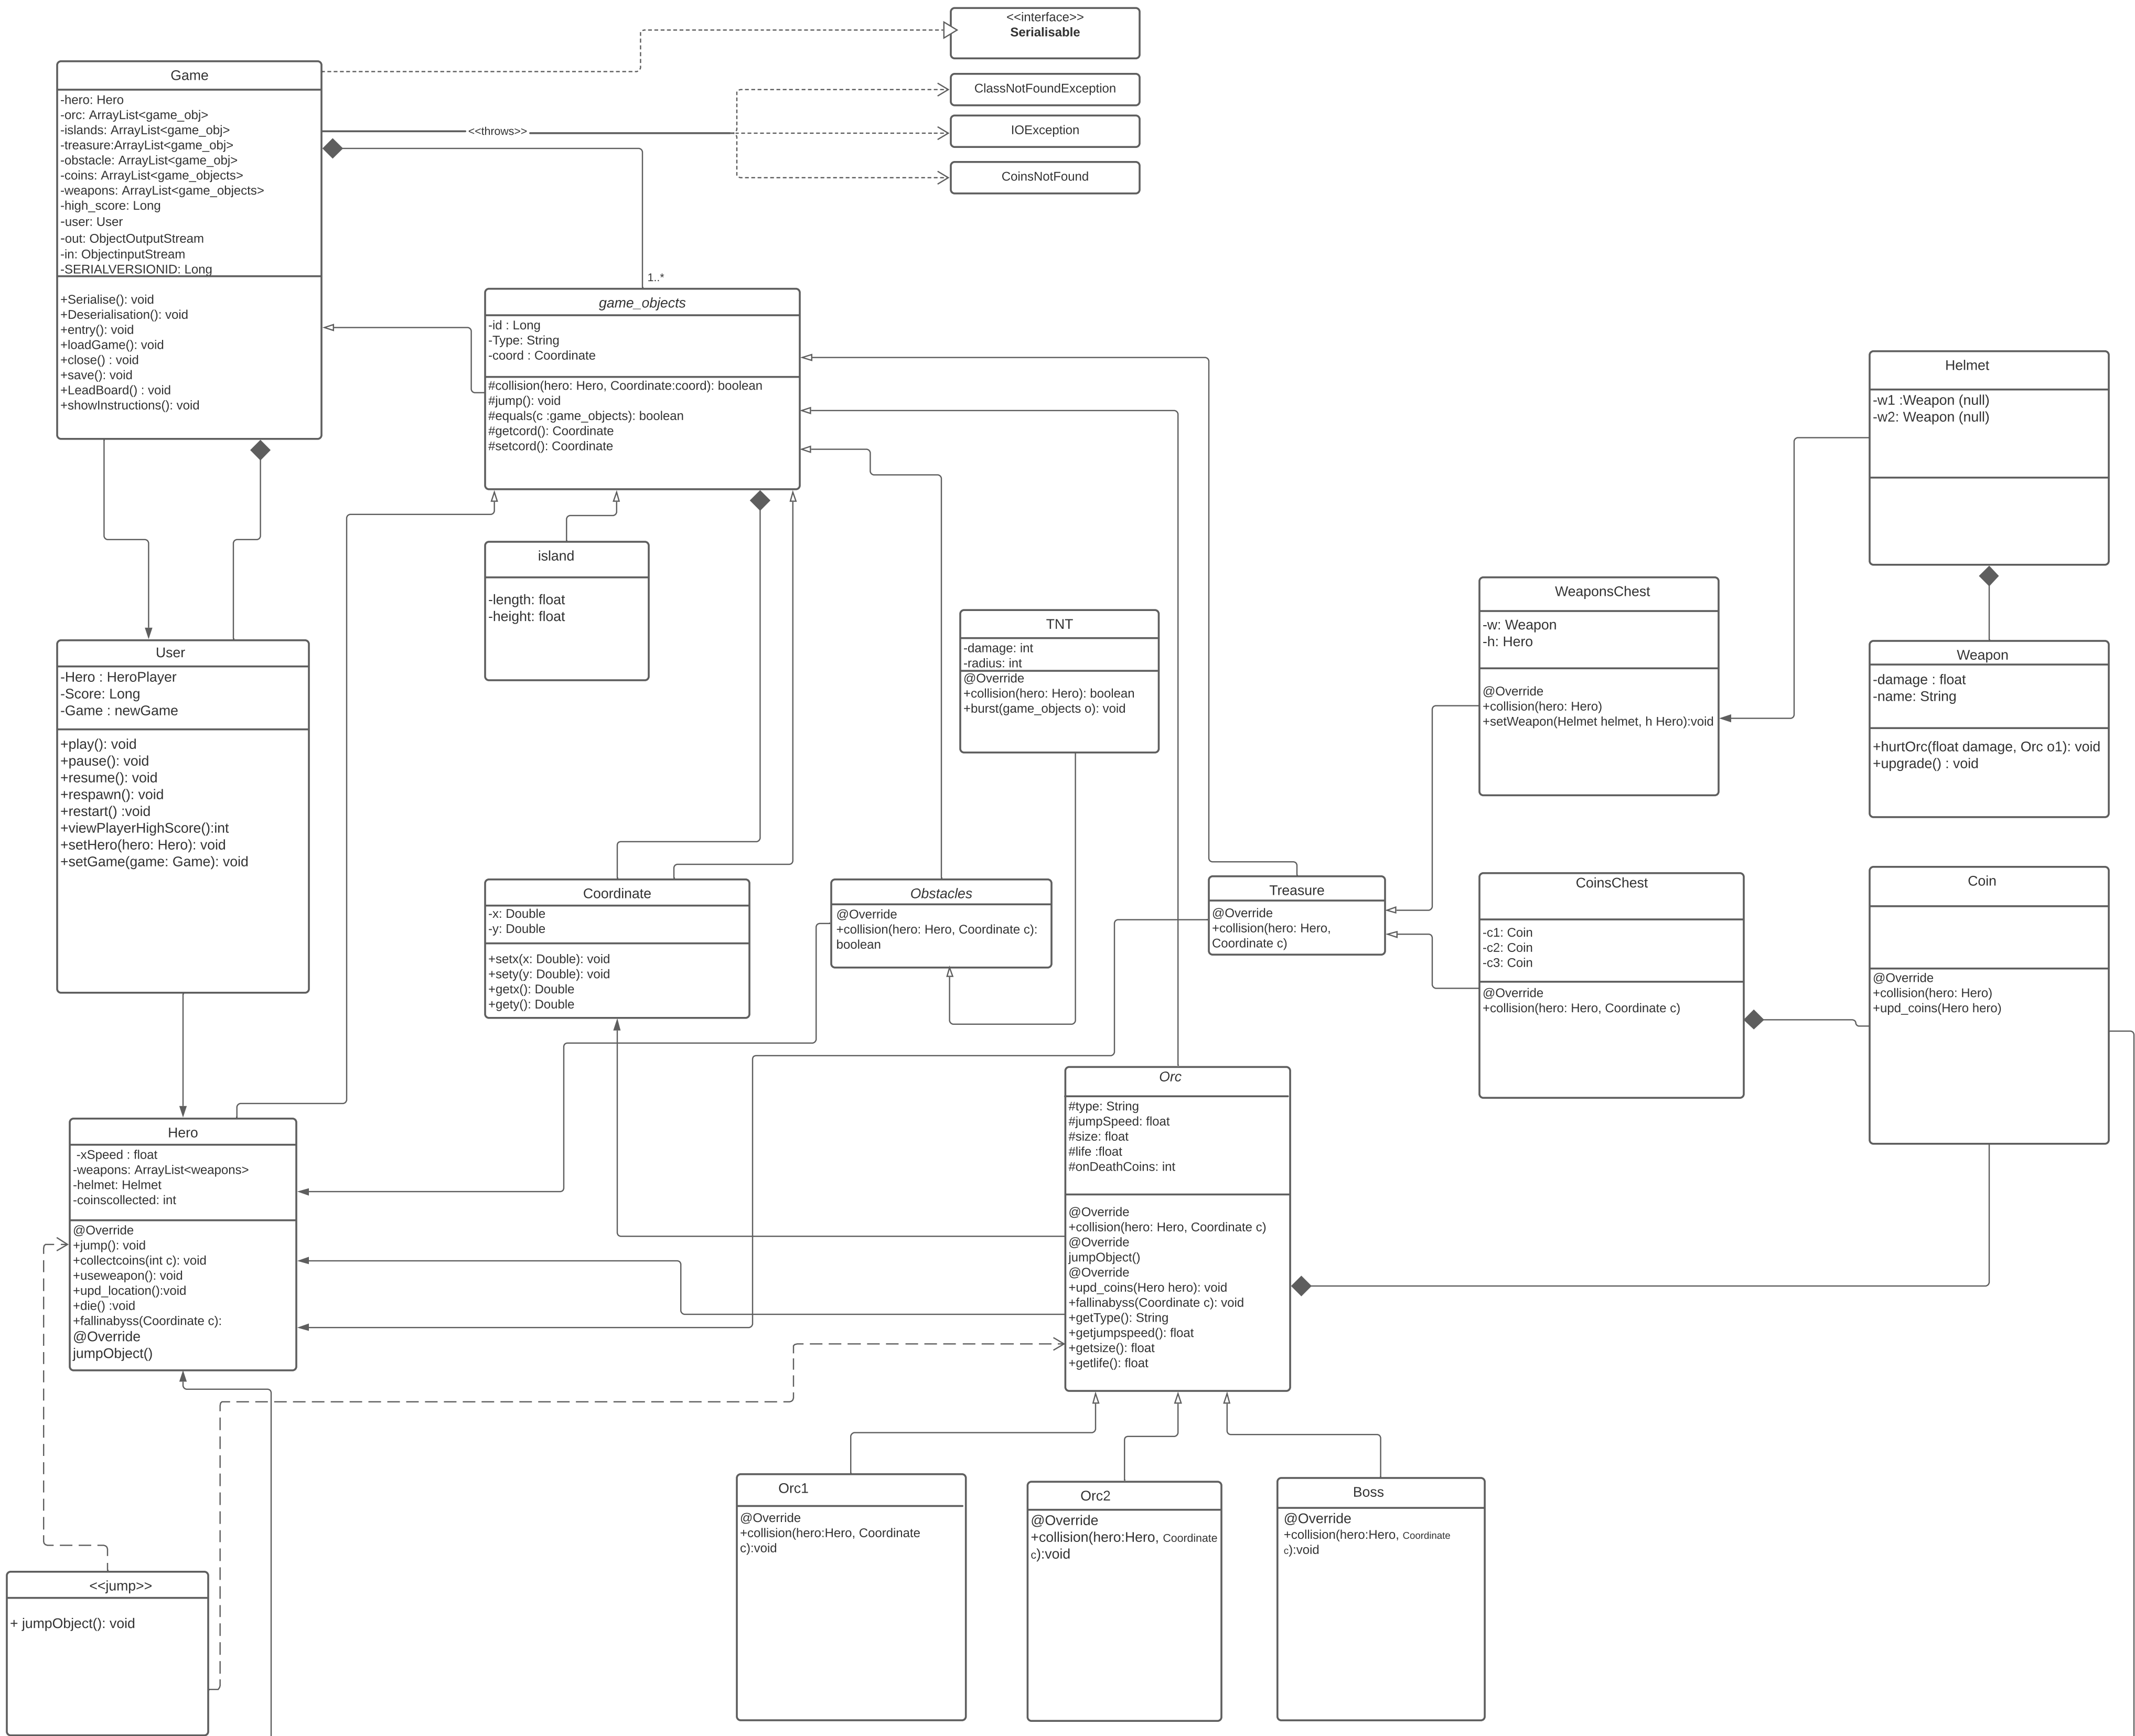 <<interface>>
Serialisable
ClassNotFoundException
IOException
CoinsNotFound
<<throws>>
1..*
Game
-hero: Hero
-orc: ArrayList<game_obj>
-islands: ArrayList<game_obj>
-treasure:ArrayList<game_obj>
-obstacle: ArrayList<game_obj>
-coins: ArrayList<game_objects>
-weapons: ArrayList<game_objects>
-high_score: Long
-user: User
-out: ObjectOutputStream
-in: ObjectinputStream
-SERIALVERSIONID: Long
+Serialise(): void
+Deserialisation(): void
+entry(): void
+loadGame(): void
+close() : void
+save(): void
+LeadBoard() : void
+showInstructions(): void
game_objects
-id : Long
-Type: String
-coord : Coordinate
#collision(hero: Hero, Coordinate:coord): boolean
#jump(): void
#equals(c :game_objects): boolean
#getcord(): Coordinate
#setcord(): Coordinate
Helmet
-w1 :Weapon (null)
-w2: Weapon (null)
island
-length: float
-height: float
TNT
-damage: int
-radius: int
@Override
+collision(hero: Hero): boolean
+burst(game_objects o): void
WeaponsChest
-w: Weapon
-h: Hero
@Override
+collision(hero: Hero)
+setWeapon(Helmet helmet, h Hero):void
Weapon
-damage : float
-name: String
+hurtOrc(float damage, Orc o1): void
+upgrade() : void
User
-Hero : HeroPlayer
-Score: Long
-Game : newGame
+play(): void
+pause(): void
+resume(): void
+respawn(): void
+restart() :void
+viewPlayerHighScore():int
+setHero(hero: Hero): void
+setGame(game: Game): void
Coordinate
-x: Double
-y: Double
+setx(x: Double): void
+sety(y: Double): void
+getx(): Double
+gety(): Double
Obstacles
@Override
+collision(hero: Hero, Coordinate c):
boolean
Treasure
@Override
+collision(hero: Hero,
Coordinate c)
CoinsChest
-c1: Coin
-c2: Coin
-c3: Coin
@Override
+collision(hero: Hero, Coordinate c)
Coin
@Override
+collision(hero: Hero)
+upd_coins(Hero hero)
Hero
-xSpeed : float
-weapons: ArrayList<weapons>
-helmet: Helmet
-coinscollected: int
@Override
+jump(): void
+collectcoins(int c): void
+useweapon(): void
+upd_location():void
+die() :void
+fallinabyss(Coordinate c):
@Override
jumpObject()
Orc
#type: String
#jumpSpeed: float
#size: float
#life :float
#onDeathCoins: int
@Override
+collision(hero: Hero, Coordinate c)
@Override
jumpObject()
@Override
+upd_coins(Hero hero): void
+fallinabyss(Coordinate c): void
+getType(): String
+getjumpspeed(): float
+getsize(): float
+getlife(): float
Orc1
@Override
+collision(hero:Hero, Coordinate
c):void
Orc2
@Override
+collision(hero:Hero, Coordinate
c):void
Boss
@Override
+collision(hero:Hero, Coordinate
c):void
<<jump>>
+ jumpObject(): void